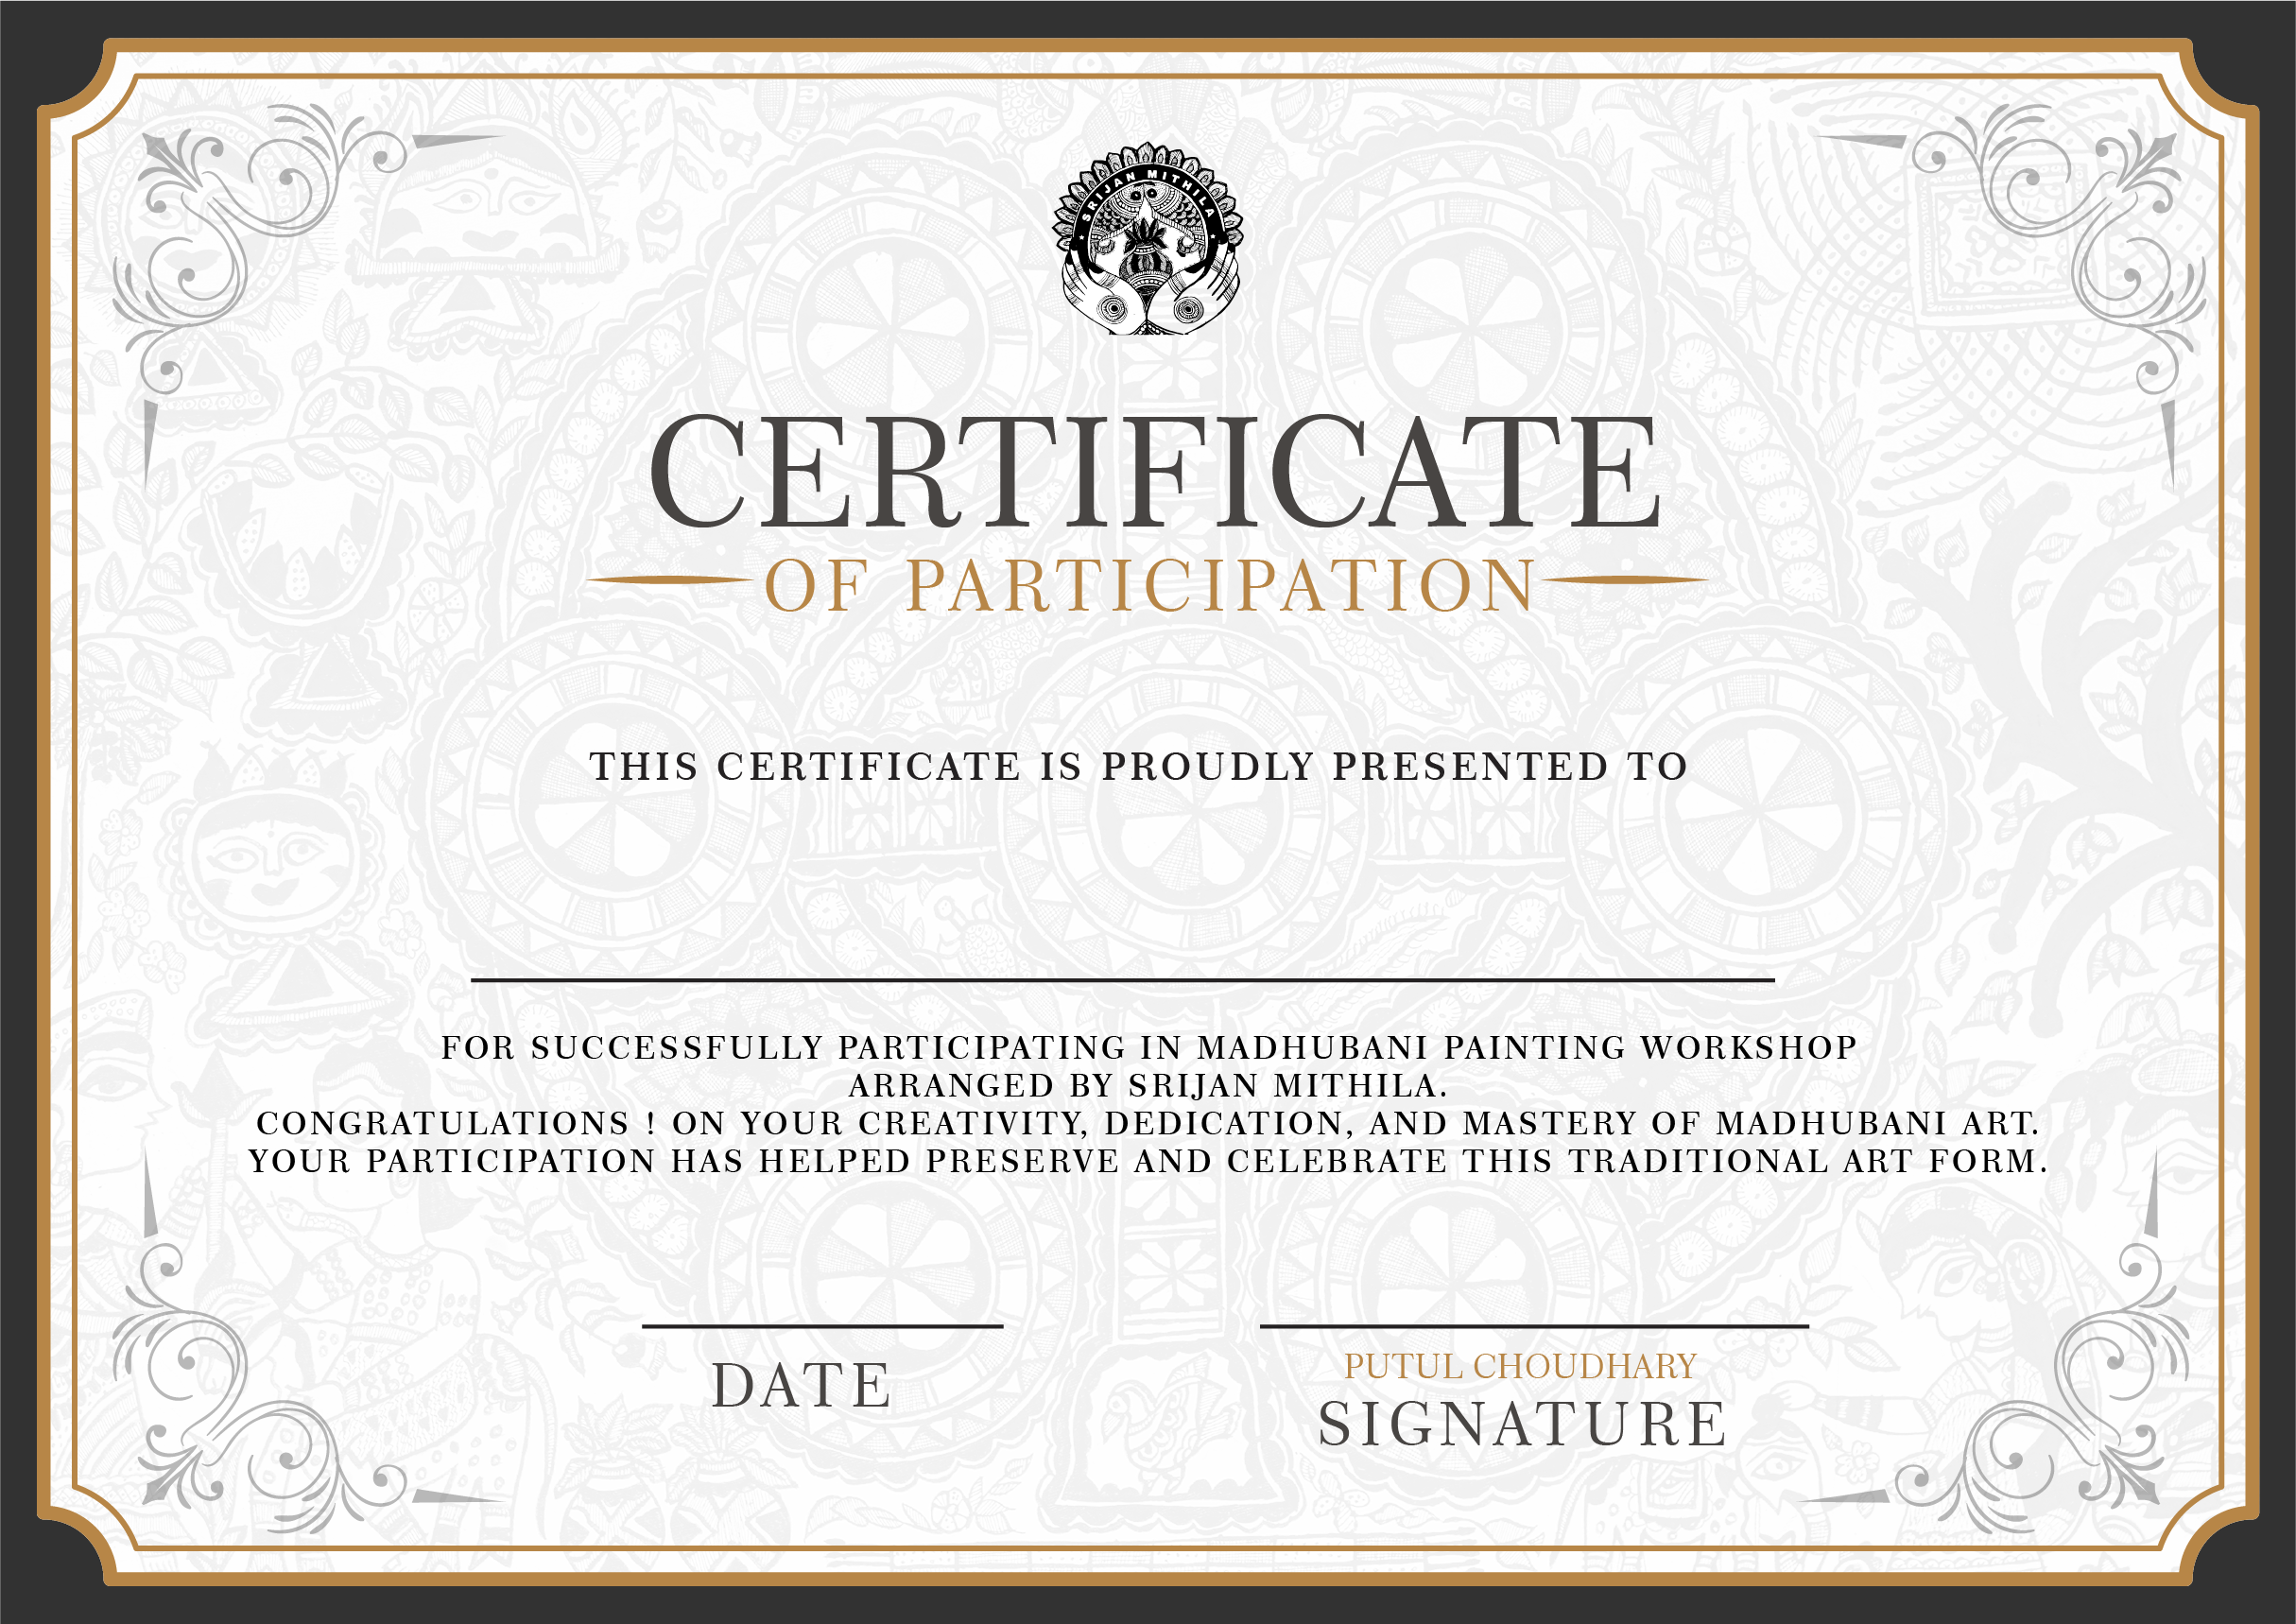 SRIJAN MITHILA
CERTIFICATE
OF PARTICIPATION
THIS CERTIFICATE IS PROUDLY PRESENTED TO
FOR SUCCESSFULLY PARTICIPATING IN MADHUBANI PAINTING WORKSHOP
ARRANGED BY SRIJAN MITHILA.
CONGRATULATIONS ! ON YOUR CREATIVITY, DEDICATION, AND MASTERY OF MADHUBANI ART.
YOUR PARTICIPATION HAS HELPED PRESERVE AND CELEBRATE THIS TRADITIONAL ART FORM.
DATE
PUTUL CHOUDHARY
SIGNATURE